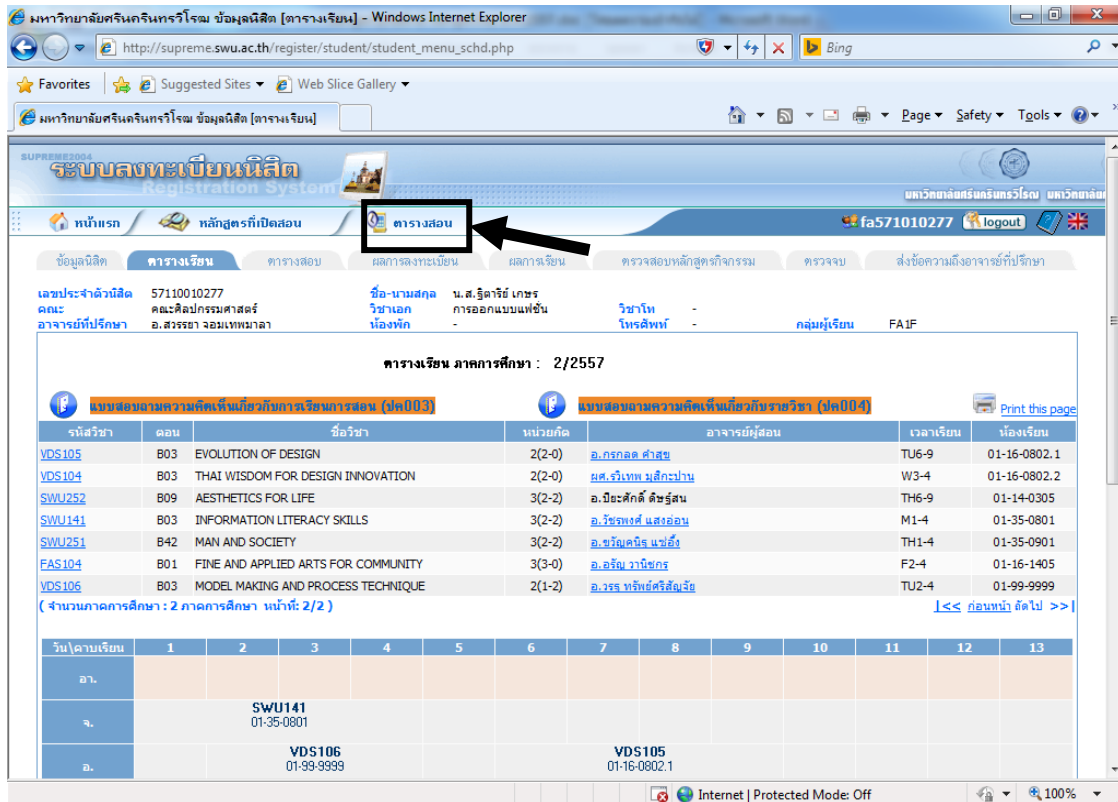 มหาวิทยาลัยศรีนครินทรวิโรฒ ข้อมูลนิสิต [ตารางเรียน] - Windows Internet Explorer
http://supreme.swu.ac.th/register/student/student_menu_schd.php
Bing
Favorites Suggested Sites Web Slice Gallery
มหาวิทยาลัยศรีนครินทรวิโรฒ ข้อมูลนิสิต [ตารางเรียน]
Page Safety Tools
SUPREME2004
ระบบลงทะเบียนนิสิต
Registration System
มหาวิทยาลัยศรีนครินทรวิโรฒ
หน้าแรก หลักสูตรที่เปิดสอน ตารางสอน fa571010277 logout
ข้อมูลนิสิต ตารางเรียน ตารางสอบ ผลการลงทะเบียน ผลการเรียน ตรวจสอบหลักสูตรกิจกรรม ตรวจจบ ส่งข้อความถึงอาจารย์ที่ปรึกษา
เลขประจำตัวนิสิต 57110010277 ชื่อ-นามสกุล น.ส.ฐิตารีย์ เกษร
คณะ คณะศิลปกรรมศาสตร์ วิชาเอก การออกแบบแฟชั่น วิชาโท -
อาจารย์ที่ปรึกษา อ.สวรรยา จอมเทพมาลา ห้องพัก - โทรศัพท์ - กลุ่มผู้เรียน FA1F
ตารางเรียน ภาคการศึกษา : 2/2557
แบบสอบถามความคิดเห็นเกี่ยวกับการเรียนการสอน (ปค003) แบบสอบถามความคิดเห็นเกี่ยวกับรายวิชา (ปค004) Print this page
รหัสวิชา ตอน ชื่อวิชา หน่วยกิต อาจารย์ผู้สอน เวลาเรียน ห้องเรียน
VDS105 B03 EVOLUTION OF DESIGN 2(2-0) อ.กรกลด คำสุข TU6-9 01-16-0802.1
VDS104 B03 THAI WISDOM FOR DESIGN INNOVATION 2(2-0) ผศ.รวิเทพ มุสิกะปาน W3-4 01-16-0802.2
SWU252 B09 AESTHETICS FOR LIFE 3(2-2) อ.ปิยะศักดิ์ ดิษฐ์สน TH6-9 01-14-0305
SWU141 B03 INFORMATION LITERACY SKILLS 3(2-2) อ.วัชรพงศ์ แสงอ่อน M1-4 01-35-0801
SWU251 B42 MAN AND SOCIETY 3(2-2) อ.ขวัญคนิฐ แซ่อึ้ง TH1-4 01-35-0901
FAS104 B01 FINE AND APPLIED ARTS FOR COMMUNITY 3(3-0) อ.อรัญ วานิชกร F2-4 01-16-1405
VDS106 B03 MODEL MAKING AND PROCESS TECHNIQUE 2(1-2) อ.วรฐ ทรัพย์ศรีสัญจัย TU2-4 01-99-9999
( จำนวนภาคการศึกษา : 2 ภาคการศึกษา หน้าที่: 2/2 ) |<< ก่อนหน้า ถัดไป >>|
วัน\คาบเรียน 1 2 3 4 5 6 7 8 9 10 11 12 13
อา.
SWU141
จ. 01-35-0801
VDS106 VDS105
อ. 01-99-9999 01-16-0802.1
Internet | Protected Mode: Off 100%